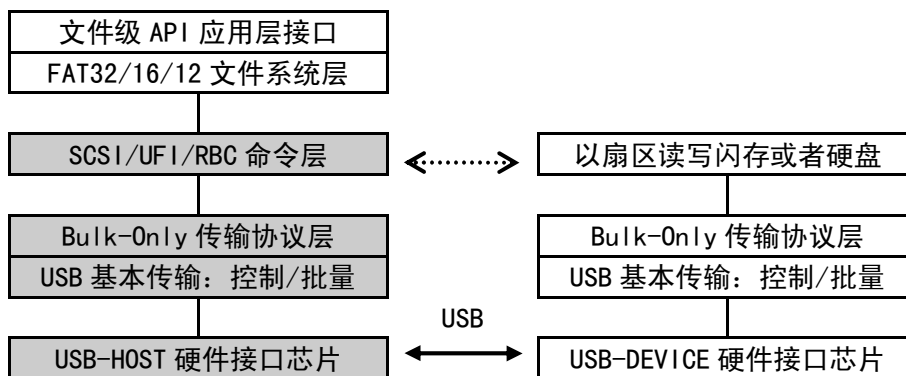 文件级 API 应用层接口
FAT32/16/12 文件系统层
SCSI/UFI/RBC 命令层
以扇区读写闪存或者硬盘
Bulk-Only 传输协议层
Bulk-Only 传输协议层
USB 基本传输：控制/批量
USB 基本传输：控制/批量
USB
USB-HOST 硬件接口芯片
USB-DEVICE 硬件接口芯片